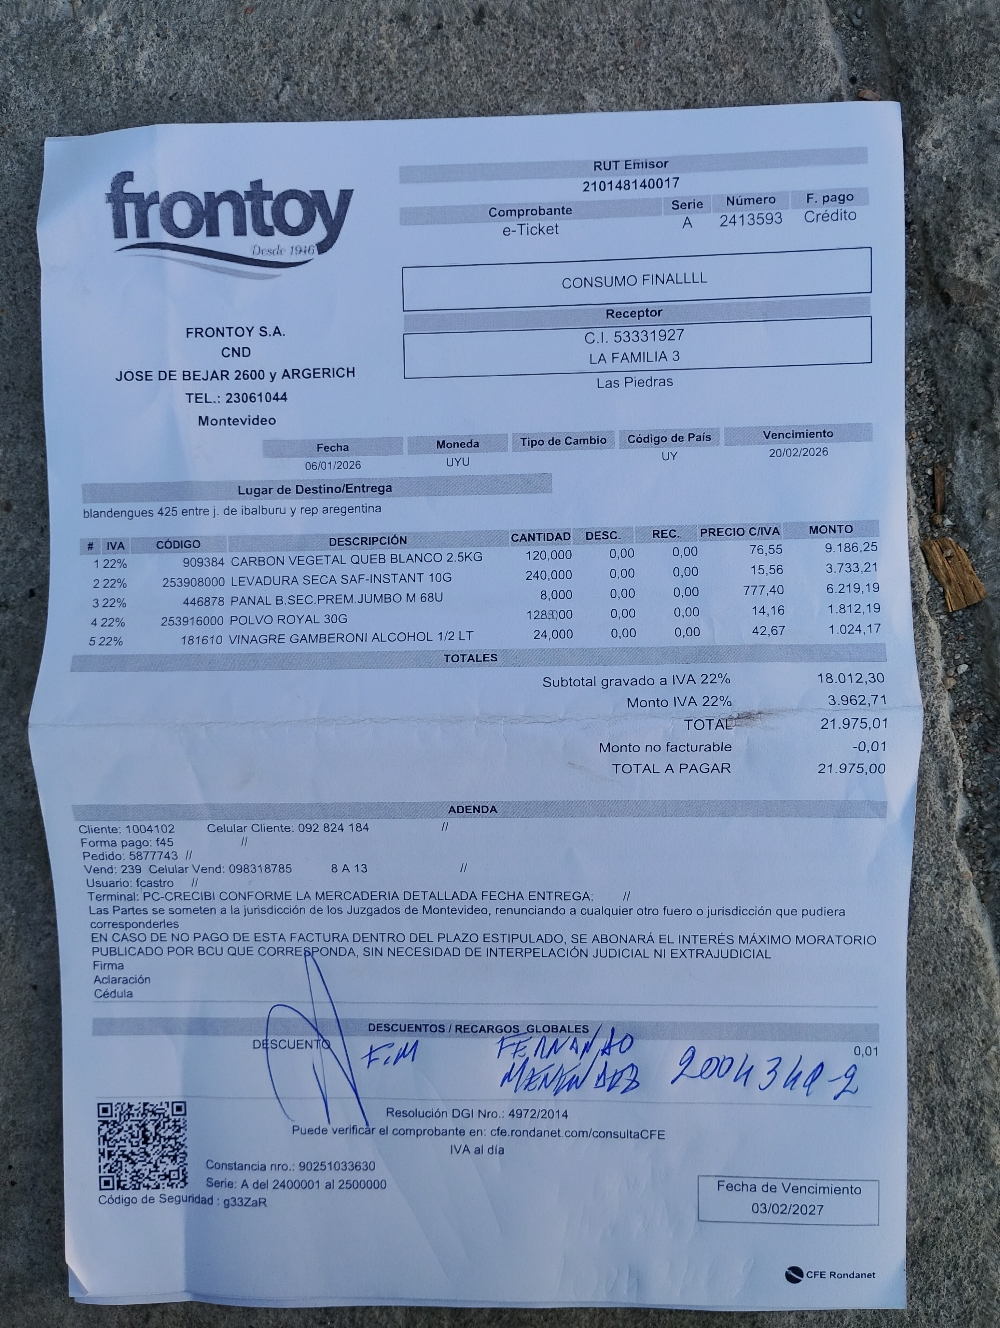 frontoy
Desde 1946
FRONTOY S.A.
CND
JOSE DE BEJAR 2600 y ARGERICH
TEL.: 23061044
Montevideo
RUT Emisor
210148140017
Comprobante Serie Número F. pago
e-Ticket A 2413593 Crédito
CONSUMO FINALLLL
Receptor
C.I. 53331927
LA FAMILIA 3
Las Piedras
Fecha Moneda Tipo de Cambio Código de País Vencimiento
06/01/2026 UYU UY 20/02/2026
Lugar de Destino/Entrega
blandengues 425 entre j. de ibalburu y rep aregentina
# IVA CÓDIGO DESCRIPCIÓN CANTIDAD DESC. REC. PRECIO C/IVA MONTO
1 22% 909384 CARBON VEGETAL QUEB BLANCO 2.5KG 120,000 0,00 0,00 76,55 9.186,25
2 22% 253908000 LEVADURA SECA SAF-INSTANT 10G 240,000 0,00 0,00 15,56 3.733,21
3 22% 446878 PANAL B.SEC.PREM.JUMBO M 68U 8,000 0,00 0,00 777,40 6.219,19
4 22% 253916000 POLVO ROYAL 30G 128,000 0,00 0,00 14,16 1.812,19
5 22% 181610 VINAGRE GAMBERONI ALCOHOL 1/2 LT 24,000 0,00 0,00 42,67 1.024,17
TOTALES
Subtotal gravado a IVA 22% 18.012,30
Monto IVA 22% 3.962,71
TOTAL 21.975,01
Monto no facturable -0,01
TOTAL A PAGAR 21.975,00
ADENDA
Cliente: 1004102 Celular Cliente: 092 824 184 //
Forma pago: f45 //
Pedido: 5877743 //
Vend: 239 Celular Vend: 098318785 8 A 13 //
Usuario: fcastro //
Terminal: PC-CRECIBI CONFORME LA MERCADERIA DETALLADA FECHA ENTREGA: //
Las Partes se someten a la jurisdicción de los Juzgados de Montevideo, renunciando a cualquier otro fuero o jurisdicción que pudiera
corresponderles
EN CASO DE NO PAGO DE ESTA FACTURA DENTRO DEL PLAZO ESTIPULADO, SE ABONARÁ EL INTERÉS MÁXIMO MORATORIO
PUBLICADO POR BCU QUE CORRESPONDA, SIN NECESIDAD DE INTERPELACIÓN JUDICIAL NI EXTRAJUDICIAL
Firma
Aclaración
Cédula
DESCUENTOS / RECARGOS GLOBALES
DESCUENTO 0,01
F.M FERNANDO
MENENDEZ 2004349-2
Resolución DGI Nro.: 4972/2014
Puede verificar el comprobante en: cfe.rondanet.com/consultaCFE
IVA al día
Constancia nro.: 90251033630
Serie: A del 2400001 al 2500000
Código de Seguridad : g33ZaR
Fecha de Vencimiento
03/02/2027
CFE Rondanet